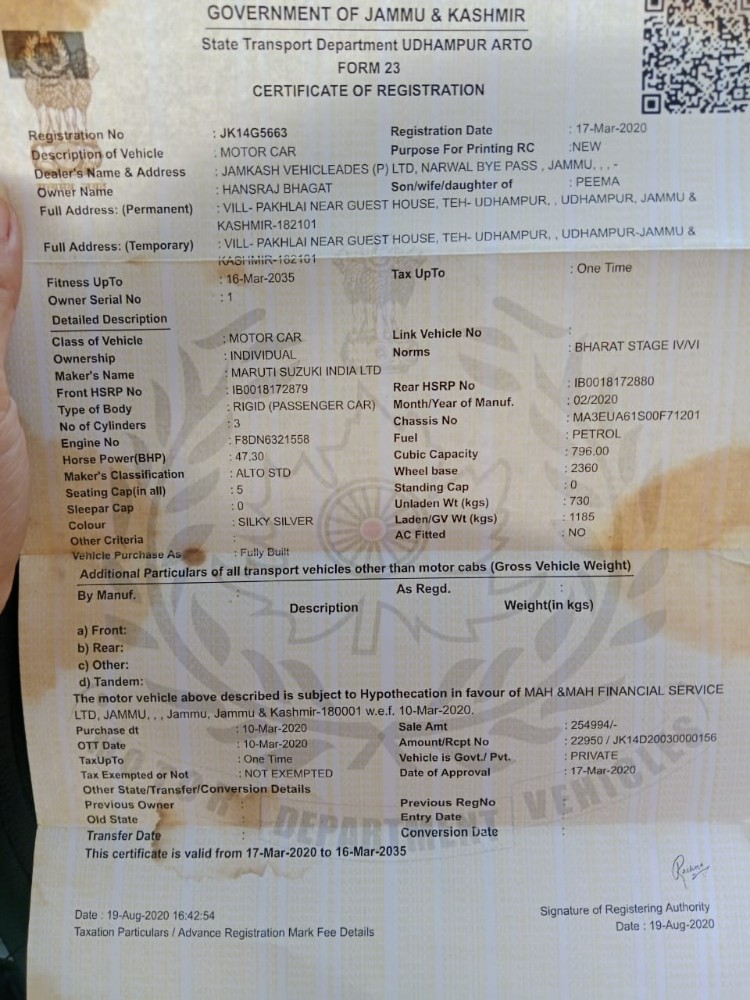 GOVERNMENT OF JAMMU & KASHMIR
State Transport Department UDHAMPUR ARTO
FORM 23
CERTIFICATE OF REGISTRATION
Registration No : JK14G5663 Registration Date : 17-Mar-2020
Description of Vehicle : MOTOR CAR Purpose For Printing RC :NEW
Dealer's Name & Address : JAMKASH VEHICLEADES (P) LTD, NARWAL BYE PASS , JAMMU, , , -
Owner Name : HANSRAJ BHAGAT Son/wife/daughter of : PEEMA
Full Address: (Permanent) : VILL- PAKHLAI NEAR GUEST HOUSE, TEH- UDHAMPUR, , UDHAMPUR, JAMMU &
KASHMIR-182101
Full Address: (Temporary) : VILL- PAKHLAI NEAR GUEST HOUSE, TEH- UDHAMPUR, , UDHAMPUR-JAMMU &
KASHMIR-182101
Fitness UpTo : 16-Mar-2035 Tax UpTo : One Time
Owner Serial No : 1
Detailed Description
Class of Vehicle : MOTOR CAR Link Vehicle No :
Ownership : INDIVIDUAL Norms : BHARAT STAGE IV/VI
Maker's Name : MARUTI SUZUKI INDIA LTD
Front HSRP No : IB0018172879 Rear HSRP No : IB0018172880
Type of Body : RIGID (PASSENGER CAR) Month/Year of Manuf. : 02/2020
No of Cylinders : 3 Chassis No : MA3EUA61S00F71201
Engine No : F8DN6321558 Fuel : PETROL
Horse Power(BHP) : 47.30 Cubic Capacity : 796.00
Maker's Classification : ALTO STD Wheel base : 2360
Seating Cap(in all) : 5 Standing Cap : 0
Sleepar Cap : 0 Unladen Wt (kgs) : 730
Colour : SILKY SILVER Laden/GV Wt (kgs) : 1185
Other Criteria : AC Fitted : NO
Vehicle Purchase As : Fully Built
Additional Particulars of all transport vehicles other than motor cabs (Gross Vehicle Weight)
By Manuf. : As Regd. :
Description Weight(in kgs)
a) Front:
b) Rear:
c) Other:
d) Tandem:
The motor vehicle above described is subject to Hypothecation in favour of MAH &MAH FINANCIAL SERVICE
LTD, JAMMU, , , Jammu, Jammu & Kashmir-180001 w.e.f. 10-Mar-2020.
Purchase dt : 10-Mar-2020 Sale Amt : 254994/-
OTT Date : 10-Mar-2020 Amount/Rcpt No : 22950 / JK14D20030000156
TaxUpTo : One Time Vehicle is Govt./ Pvt. : PRIVATE
Tax Exempted or Not : NOT EXEMPTED Date of Approval : 17-Mar-2020
Other State/Transfer/Conversion Details
Previous Owner : Previous RegNo :
Old State : Entry Date :
Transfer Date : Conversion Date :
DEPARTMENT VEHICLES
This certificate is valid from 17-Mar-2020 to 16-Mar-2035
Date : 19-Aug-2020 16:42:54 Signature of Registering Authority
Taxation Particulars / Advance Registration Mark Fee Details Date : 19-Aug-2020